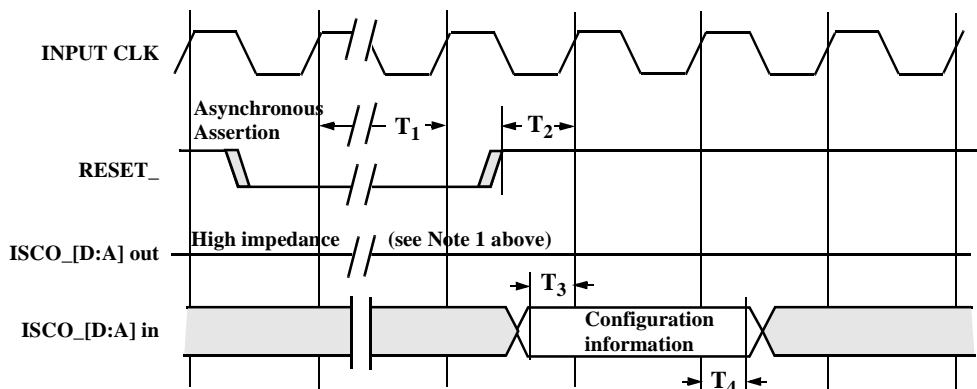 INPUT CLK
Asynchronous
Assertion
T1
T2
RESET_
High impedance
(see Note 1 above)
ISCO_[D:A] out
T3
ISCO_[D:A] in
Configuration
information
T4